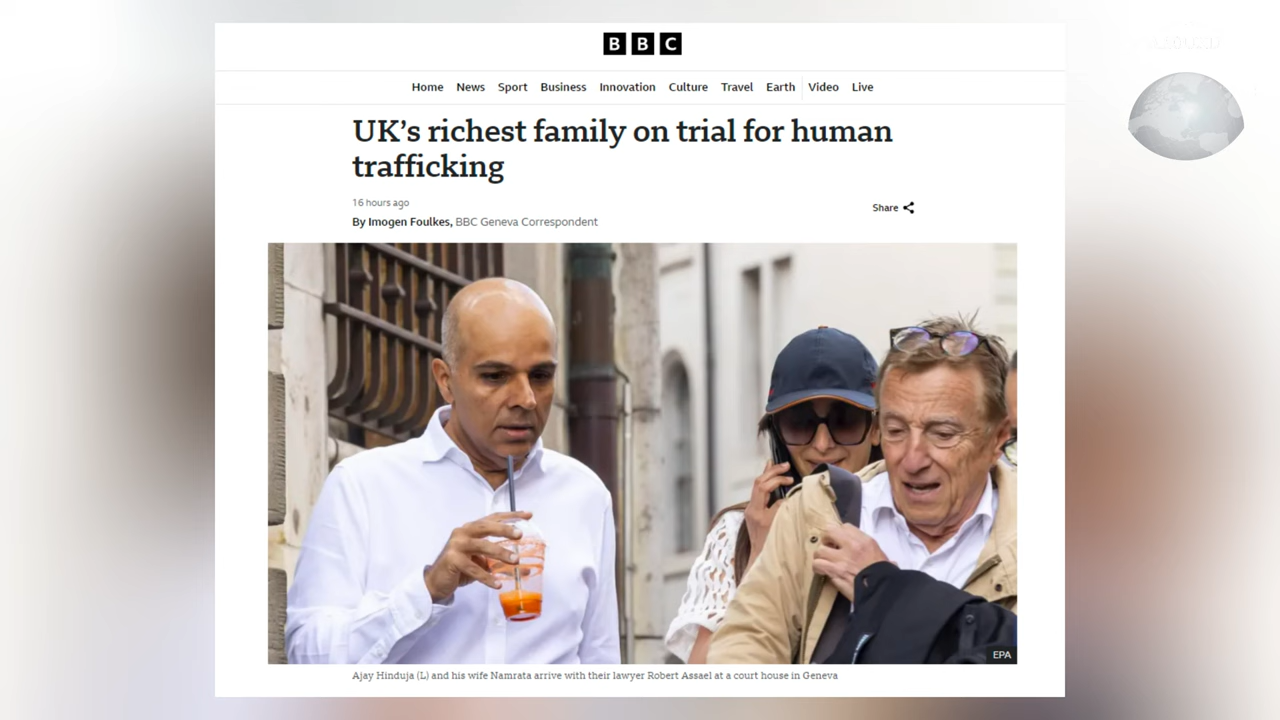 BBC
Home News Sport Business Innovation Culture Travel Earth Video Live
UK’s richest family on trial for human
trafficking
16 hours ago
Share
By Imogen Foulkes, BBC Geneva Correspondent
EPA
Ajay Hinduja (L) and his wife Namrata arrive with their lawyer Robert Assael at a court house in Geneva